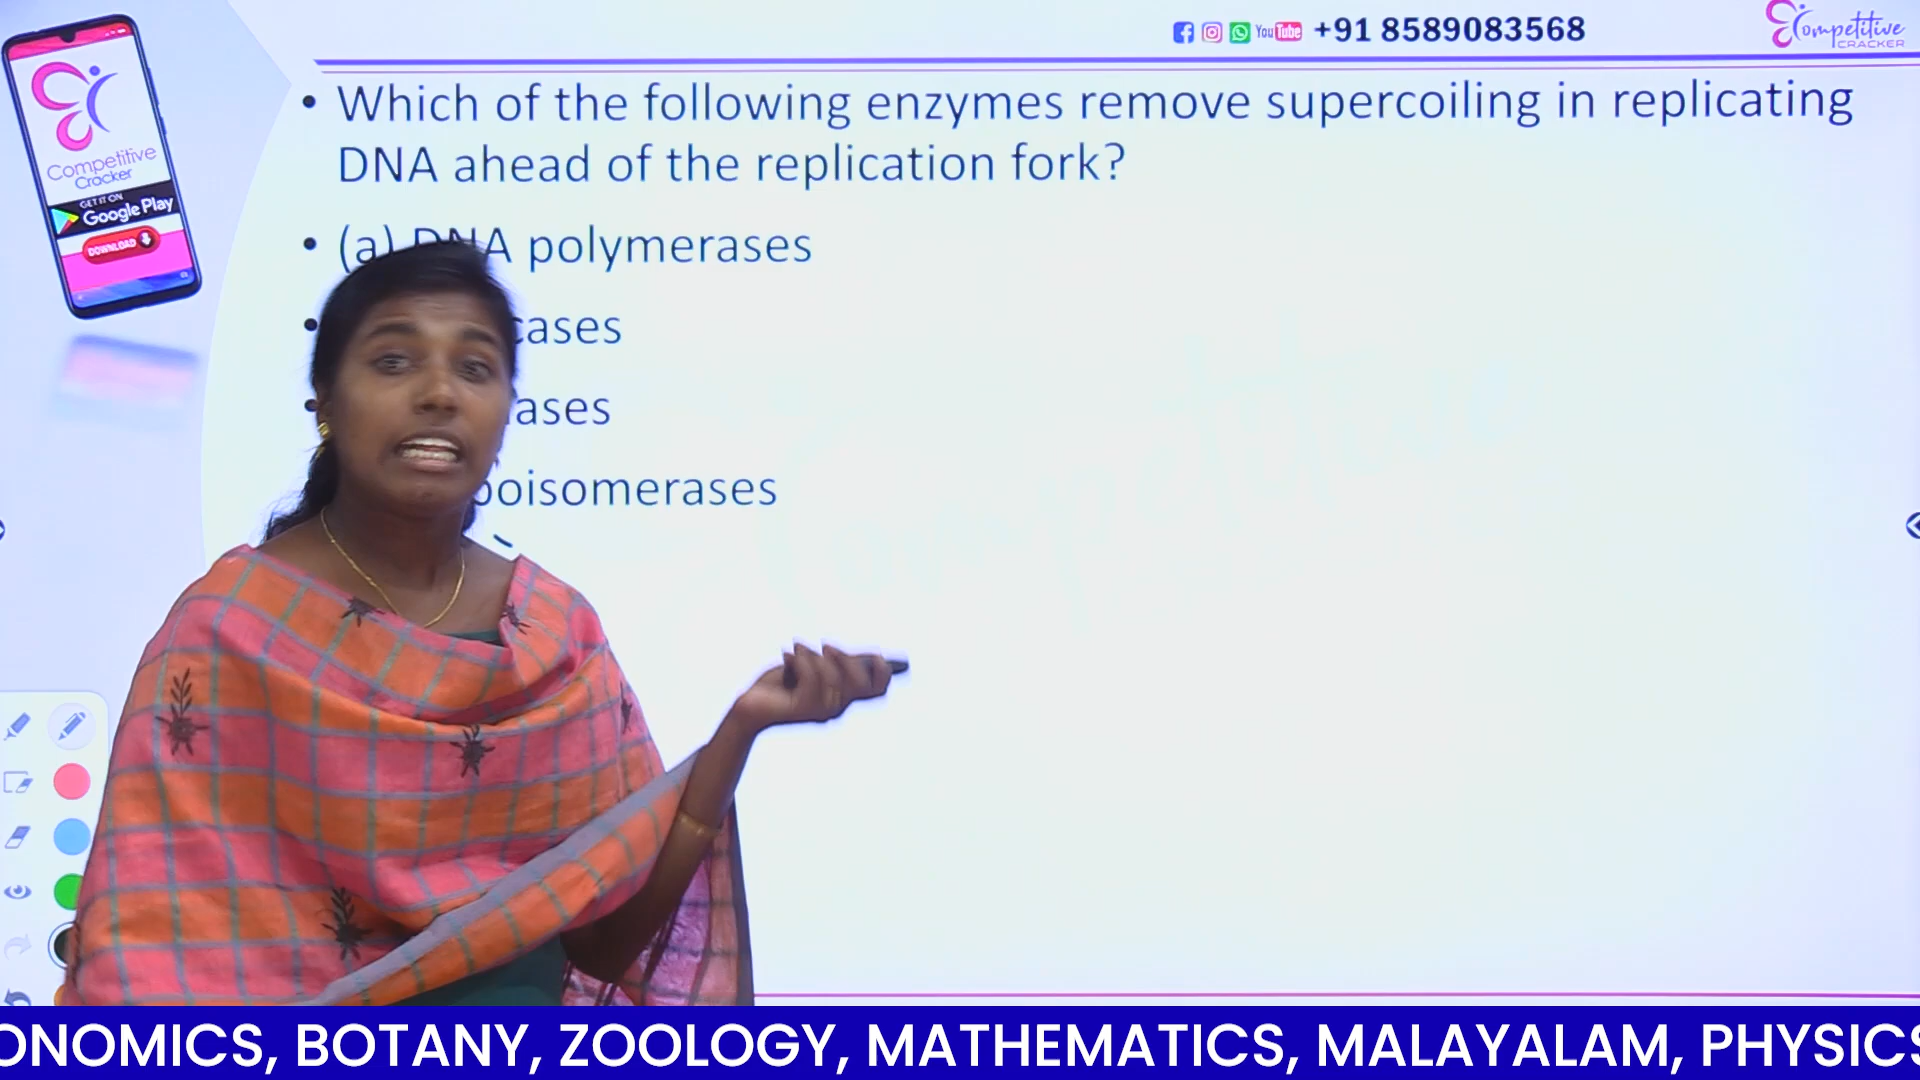 Competitive
Cracker
GET IT ON
Google Play
DOWNLOAD
YouTube +91 8589083568
Competitive
CRACKER
• Which of the following enzymes remove supercoiling in replicating
DNA ahead of the replication fork?
• (a) DNA polymerases
cases
ases
poisomerases
ONOMICS, BOTANY, ZOOLOGY, MATHEMATICS, MALAYALAM, PHYSICS